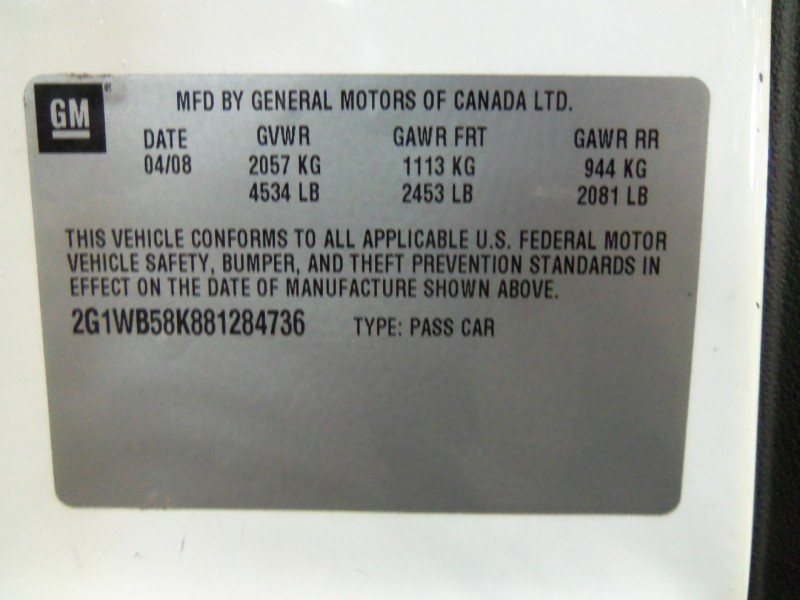 GM
MFD BY GENERAL MOTORS OF CANADA LTD.
DATE GVWR GAWR FRT GAWR RR
04/08 2057 KG 1113 KG 944 KG
4534 LB 2453 LB 2081 LB
THIS VEHICLE CONFORMS TO ALL APPLICABLE U.S. FEDERAL MOTOR
VEHICLE SAFETY, BUMPER, AND THEFT PREVENTION STANDARDS IN
EFFECT ON THE DATE OF MANUFACTURE SHOWN ABOVE.
2G1WB58K881284736 TYPE: PASS CAR